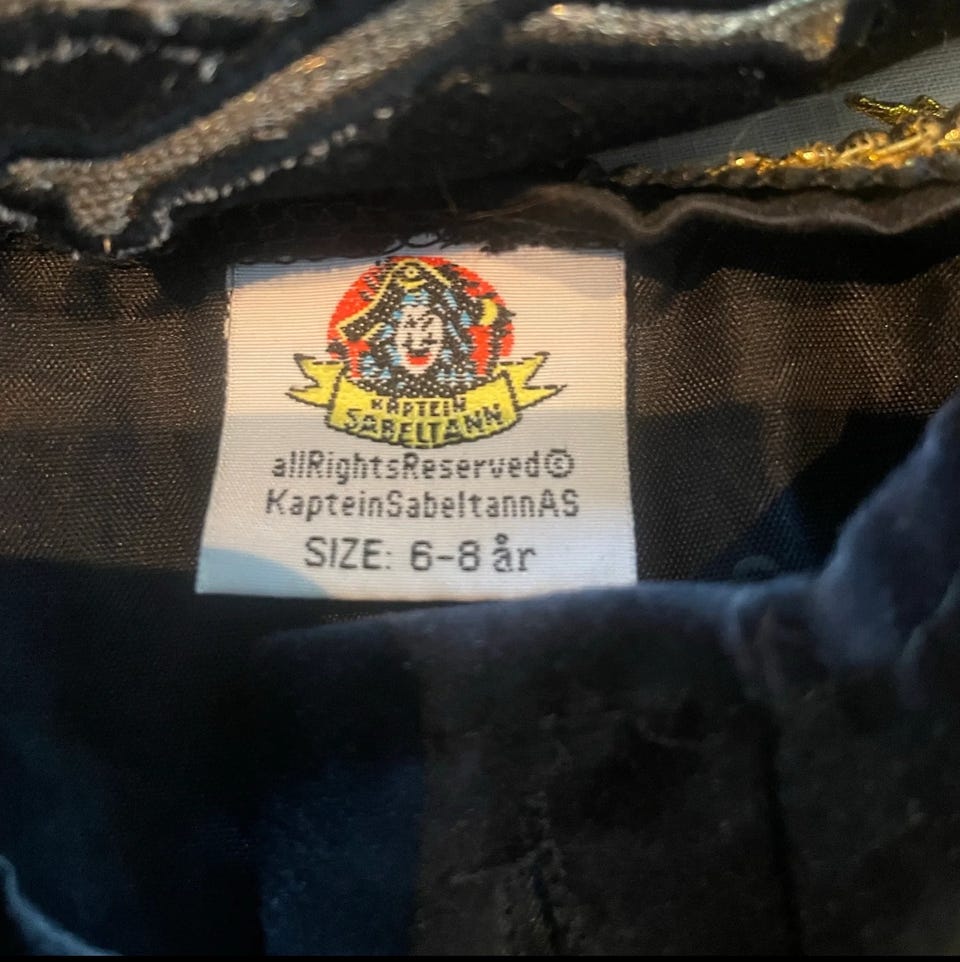 KAPTEIN
SABELTANN
allRightsReserved©
KapteinSabeltannAS
SIZE: 6-8 år